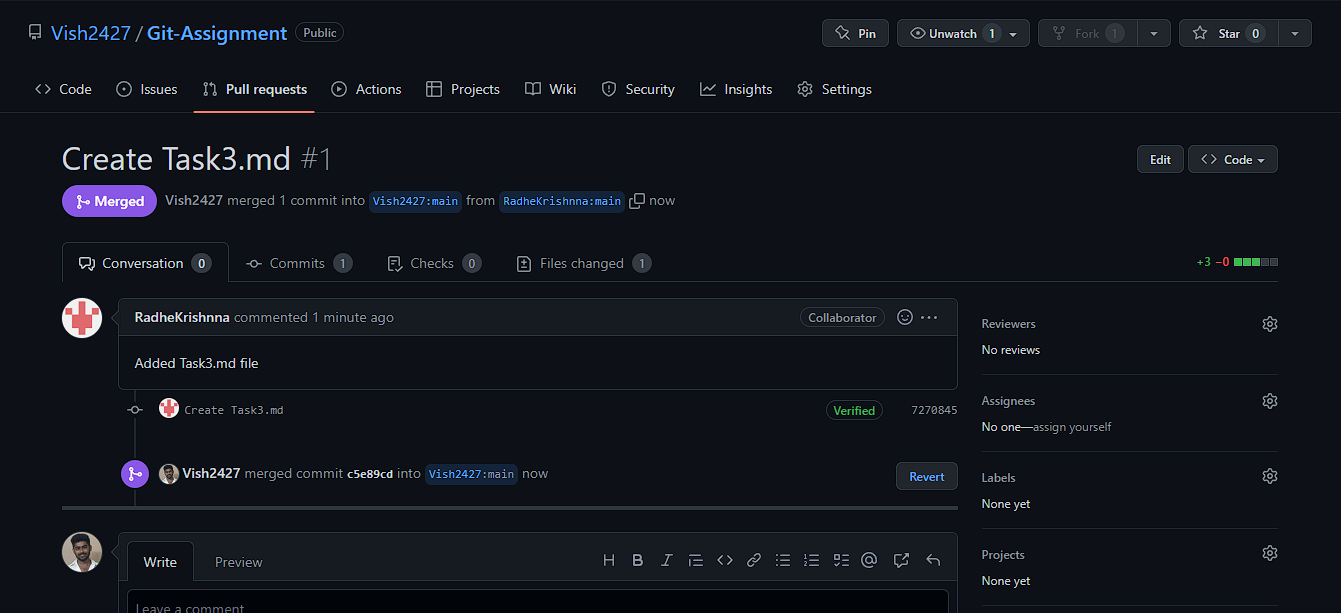 Vish2427 / Git-Assignment Public
Pin Unwatch 1 Fork 1 Star 0
Code Issues Pull requests Actions Projects Wiki Security Insights Settings
Create Task3.md #1
Edit Code
Merged Vish2427 merged 1 commit into Vish2427:main from RadheKrishnna:main now
Conversation 0 Commits 1 Checks 0 Files changed 1 +3 −0
RadheKrishnna commented 1 minute ago Collaborator
Added Task3.md file
Create Task3.md Verified 7270845
Vish2427 merged commit c5e89cd into Vish2427:main now Revert
Write Preview
Leave a comment
Reviewers
No reviews
Assignees
No one—assign yourself
Labels
None yet
Projects
None yet